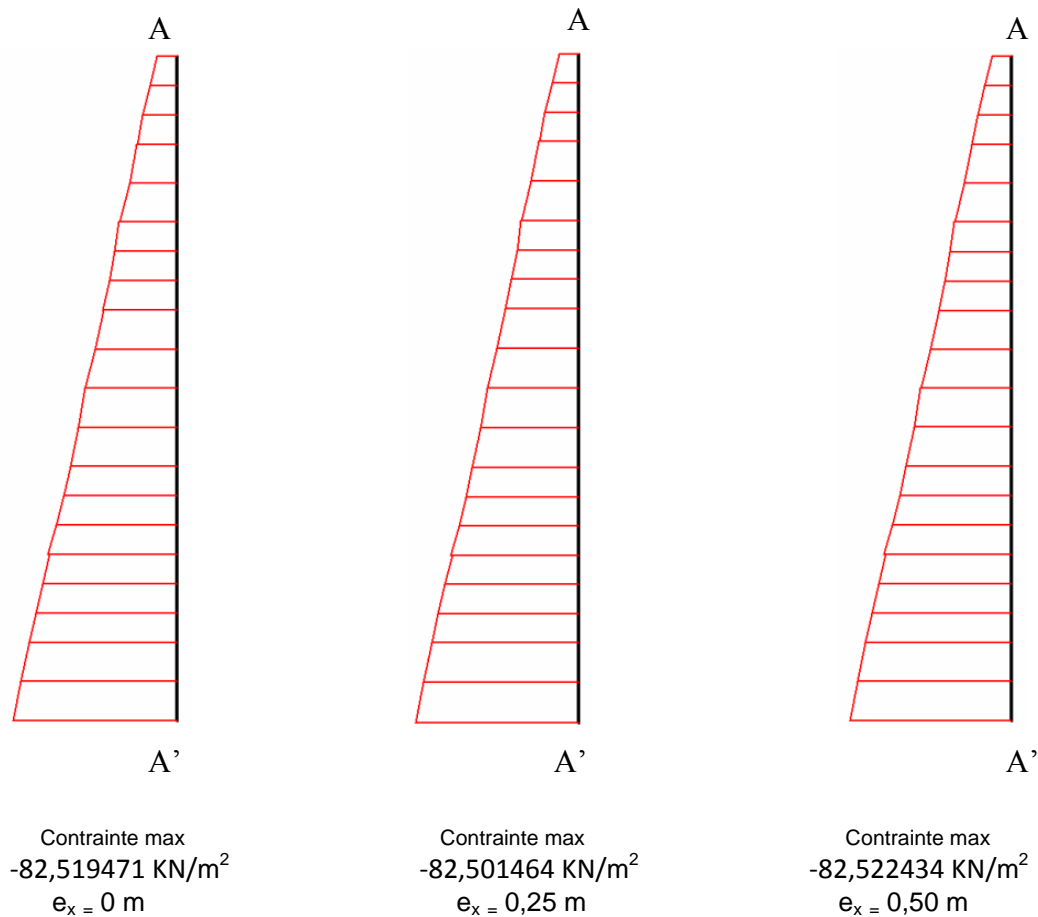 A A A
A’ A’ A’
Contrainte max
-82,519471 KN/m²
eₓ = 0 m
Contrainte max
-82,501464 KN/m²
eₓ = 0,25 m
Contrainte max
-82,522434 KN/m²
eₓ = 0,50 m